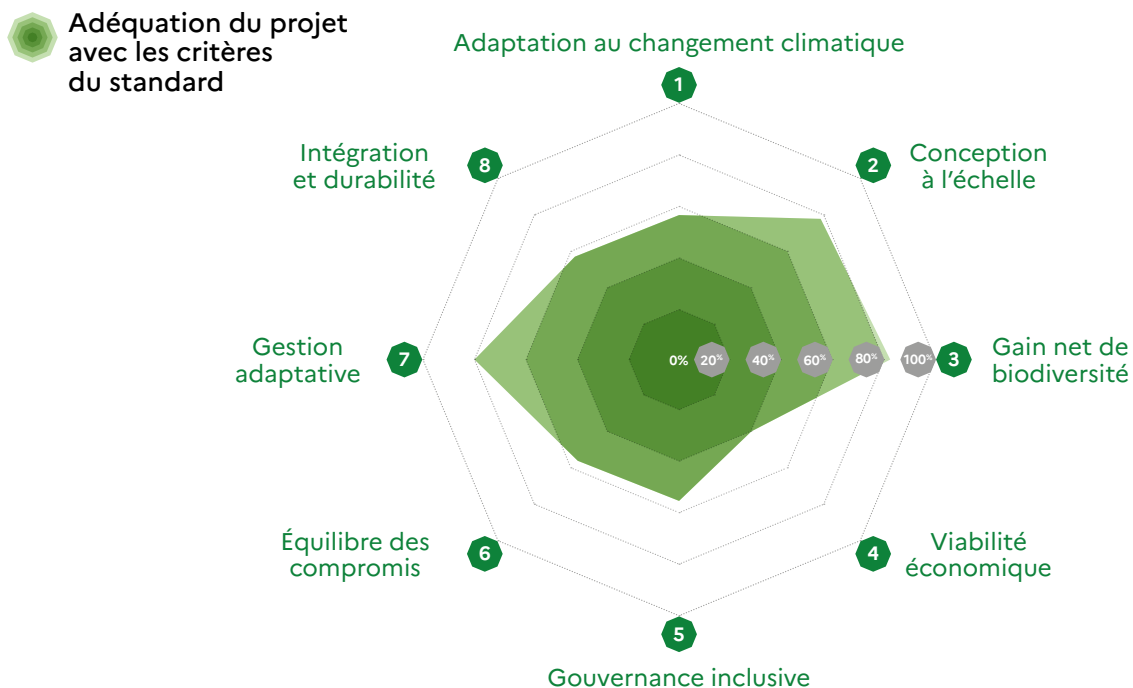 Adéquation du projet
avec les critères
du standard
Adaptation au changement climatique
1
8
Intégration
et durabilité
2
Conception
à l'échelle
Gestion
adaptative
7
0%
20%
40%
60%
80%
100%
3
Gain net de
biodiversité
Équilibre des
compromis
6
4
Viabilité
économique
5
Gouvernance inclusive